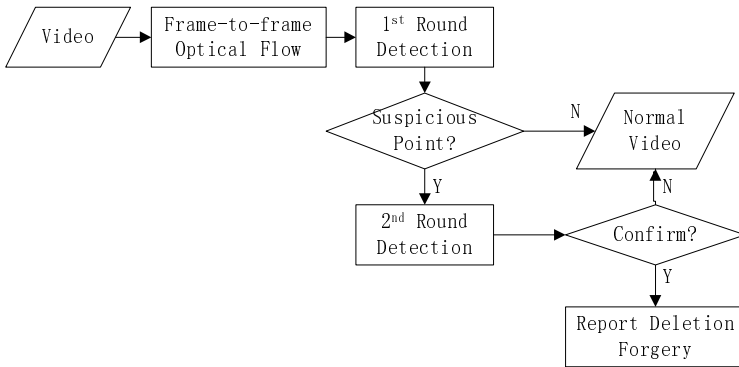 Video
Frame-to-frame
Optical Flow
1st Round
Detection
Suspicious
Point?
N
Normal
Video
Y
2nd Round
Detection
N
Confirm?
Y
Report Deletion
Forgery